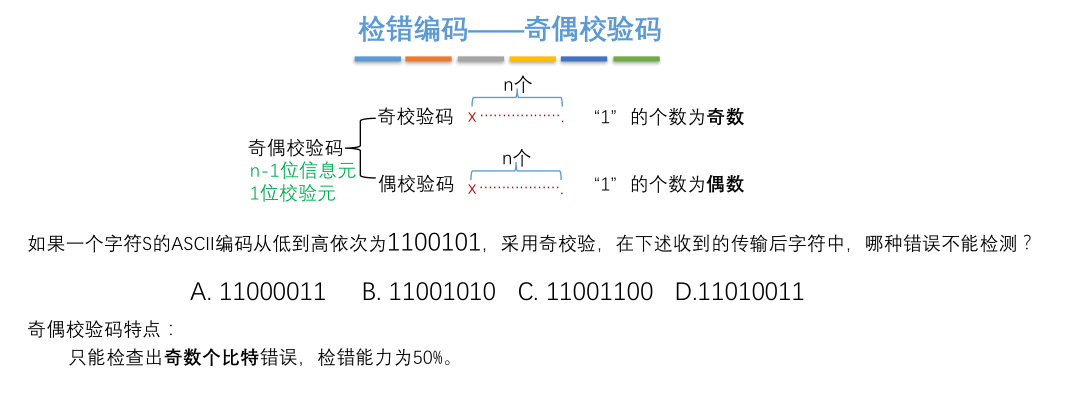 检错编码——奇偶校验码
n个
奇校验码 x ..................... “1” 的个数为奇数
奇偶校验码
n-1位信息元
1位校验元
n个
偶校验码 x ..................... “1” 的个数为偶数
如果一个字符S的ASCII编码从低到高依次为1100101，采用奇校验，在下述收到的传输后字符中，哪种错误不能检测？
A. 11000011 B. 11001010 C. 11001100 D.11010011
奇偶校验码特点：
只能检查出奇数个比特错误，检错能力为50%。